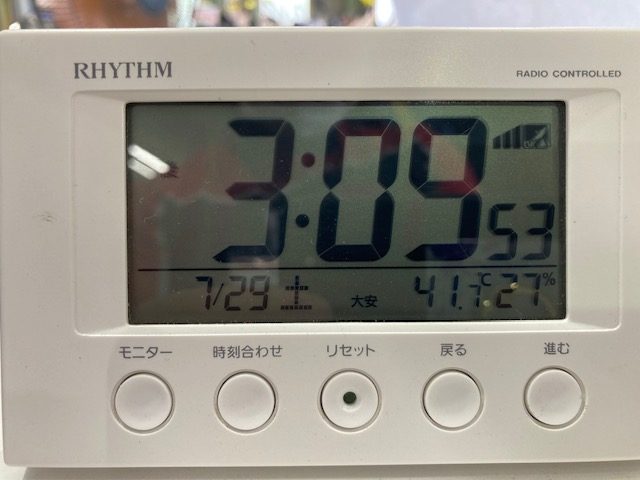 RHYTHM
RADIO CONTROLLED
3:09 53
7/29 土 大安 41.7℃ 27%
モニター 時刻合わせ リセット 戻る 進む